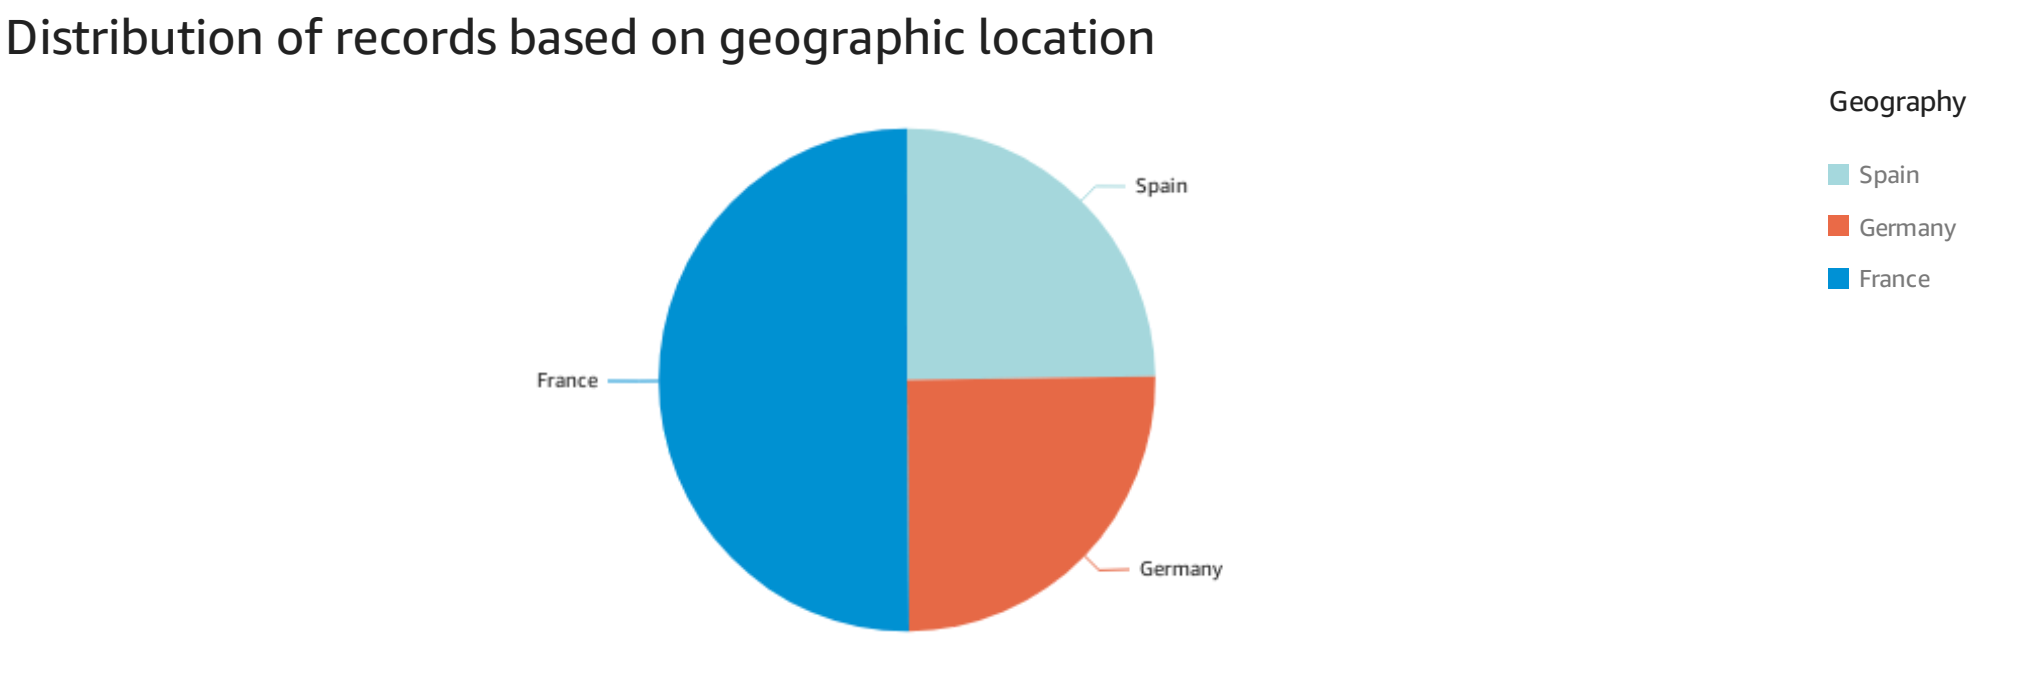 Distribution of records based on geographic location
Geography
Spain
Germany
France
Spain
France
Germany